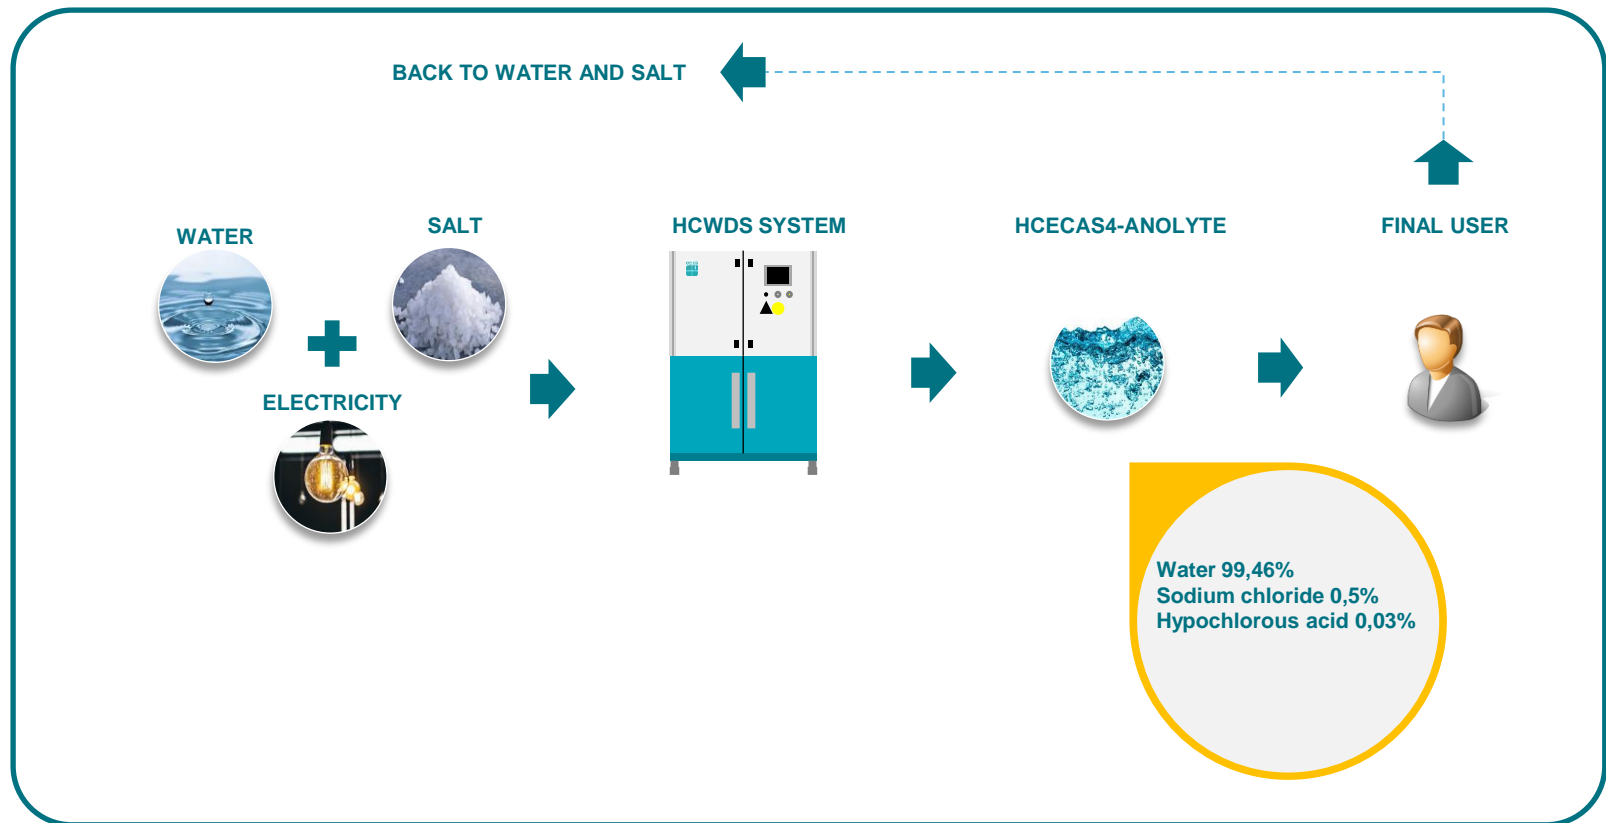 BACK TO WATER AND SALT
WATER
SALT
ELECTRICITY
HCWDS SYSTEM
HCECAS4-ANOLYTE
FINAL USER
Water 99,46%
Sodium chloride 0,5%
Hypochlorous acid 0,03%